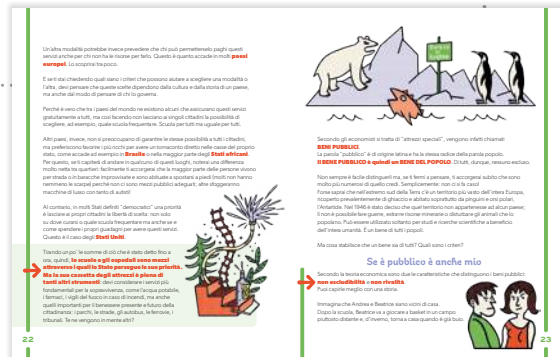 Un'altra modalità potrebbe invece prevedere che chi può permetterselo paghi questi
servizi anche per chi non ha le risorse per farlo. Questo è quanto accade in molti paesi
europei. Lo scoprirai tra poco.
E se ti stai chiedendo quali siano i criteri che possono aiutare a scegliere una modalità o
l'altra, devi pensare che queste scelte dipendono dalla cultura e dalla storia di un paese,
ma anche dal modo di pensare di chi lo governa.
Perché è vero che tra i paesi del mondo ne esistono alcuni che assicurano questi servizi
gratuitamente a tutti, ma così facendo non lasciano ai singoli cittadini la possibilità di
scegliere, ad esempio, quale scuola frequentare. Scuola per tutti ma uguale per tutti.
Altri paesi, invece, non si preoccupano di garantire le stesse possibilità a tutti i cittadini,
ma preferiscono favorire i più ricchi per avere un tornaconto diretto nelle casse del proprio
stato, come accade ad esempio in Brasile o nella maggior parte degli Stati africani.
Per questo, se ti capiterà di andare in qualcuno di questi luoghi, noterai una differenza
molto netta tra quartieri: facilmente ti accorgerai che la maggior parte delle persone vivono
per strada o in baracche improvvisate e sono abituate a spostarsi a piedi (molti non hanno
nemmeno le scarpe) perché non ci sono mezzi pubblici adeguati; altre sfoggeranno
macchine di lusso con tanto di autisti!
Al contrario, in molti Stati definiti "democratici" una priorità
è lasciare ai propri cittadini la libertà di scelta: non solo
su dove curarsi o quale scuola frequentare ma anche se e
come spendere i propri guadagni per avere questi servizi.
Questo è il caso degli Stati Uniti.
Tirando un po' le somme di ciò che è stato detto fino a
ora, quindi, le scuole e gli ospedali sono mezzi
attraverso i quali lo Stato persegue le sue priorità.
Ma la sua cassetta degli attrezzi è piena di
tanti altri strumenti: devi considerare i servizi più
fondamentali per la sopravvivenza, come l'acqua potabile,
i farmaci, i vigili del fuoco in caso di incendi, ma anche
quelli importanti per il benessere presente e futuro della
cittadinanza: i parchi, le strade, gli autobus, le ferrovie, i
tribunali. Te ne vengono in mente altri?
22
Secondo gli economisti si tratta di "attrezzi speciali", vengono infatti chiamati
BENI PUBBLICI.
La parola "pubblico" è di origine latina e ha la stessa radice della parola popolo.
Il BENE PUBBLICO è quindi un BENE DEL POPOLO. Di tutti, dunque, nessuno escluso.
Non sempre è facile distinguerli ma, se ti fermi a pensare, ti accorgerai subito che sono
molto più numerosi di quello credi. Semplicemente: non ci si fa caso!
Forse saprai che nell'estremo sud della Terra c'è un territorio più vasto dell'intera Europa,
ricoperto prevalentemente di ghiaccio e abitato soprattutto da pinguini e orsi polari,
l'Antartide. Nel 1946 è stato deciso che quel territorio non appartenesse ad alcun paese;
lì non è possibile fare guerre, estrarre risorse minerarie o disturbare gli animali che lo
popolano. Può essere utilizzato soltanto per studi e ricerche scientifiche a beneficio
dell'intera umanità. È un bene di tutti i popoli.
Ma cosa stabilisce che un bene sia di tutti? Quali sono i criteri?
Se è pubblico è anche mio
Secondo la teoria economica sono due le caratteristiche che distinguono i beni pubblici:
non escludibilità e non rivalità.
Puoi capirle meglio con una storia.
Immagina che Andrea e Beatrice siano vicini di casa.
Dopo la scuola, Beatrice va a giocare a basket in un campo
piuttosto distante e, d'inverno, torna a casa quando è già buio.
23